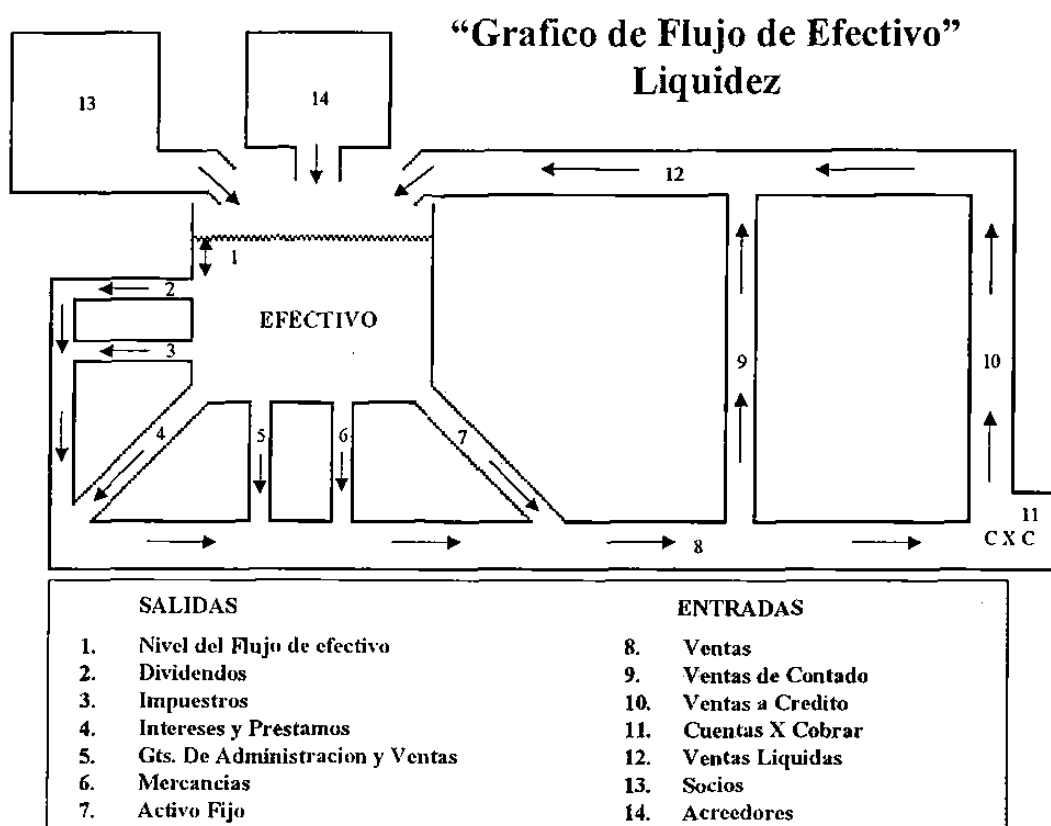 “Grafico de Flujo de Efectivo”
Liquidez
13
14
12
1
2
EFECTIVO
3
9
10
4
5
6
7
11
C X C
8
SALIDAS
1. Nivel del Flujo de efectivo
2. Dividendos
3. Impuestros
4. Intereses y Prestamos
5. Gts. De Administracion y Ventas
6. Mercancias
7. Activo Fijo
ENTRADAS
8. Ventas
9. Ventas de Contado
10. Ventas a Credito
11. Cuentas X Cobrar
12. Ventas Liquidas
13. Socios
14. Acreedores